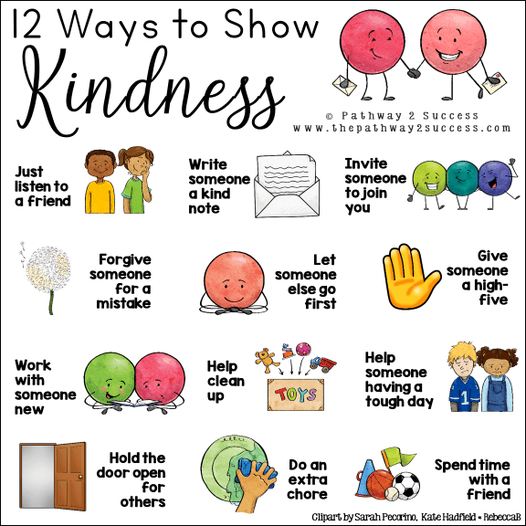 12 Ways to Show
Kindness
© Pathway 2 Success
www.thepathway2success.com
Just
listen to
a friend
Write
someone
a kind
note
Invite
someone
to join
you
Forgive
someone
for a
mistake
Let
someone
else go
first
Give
someone
a high-
five
Work
with
someone
new
Help
clean
up
TOYS
Help
someone
having a
tough day
1
Hold the
door open
for
others
Do an
extra
chore
Spend time
with a
friend
Clipart by Sarah Pecorino, Kate Hadfield + RebeccaB